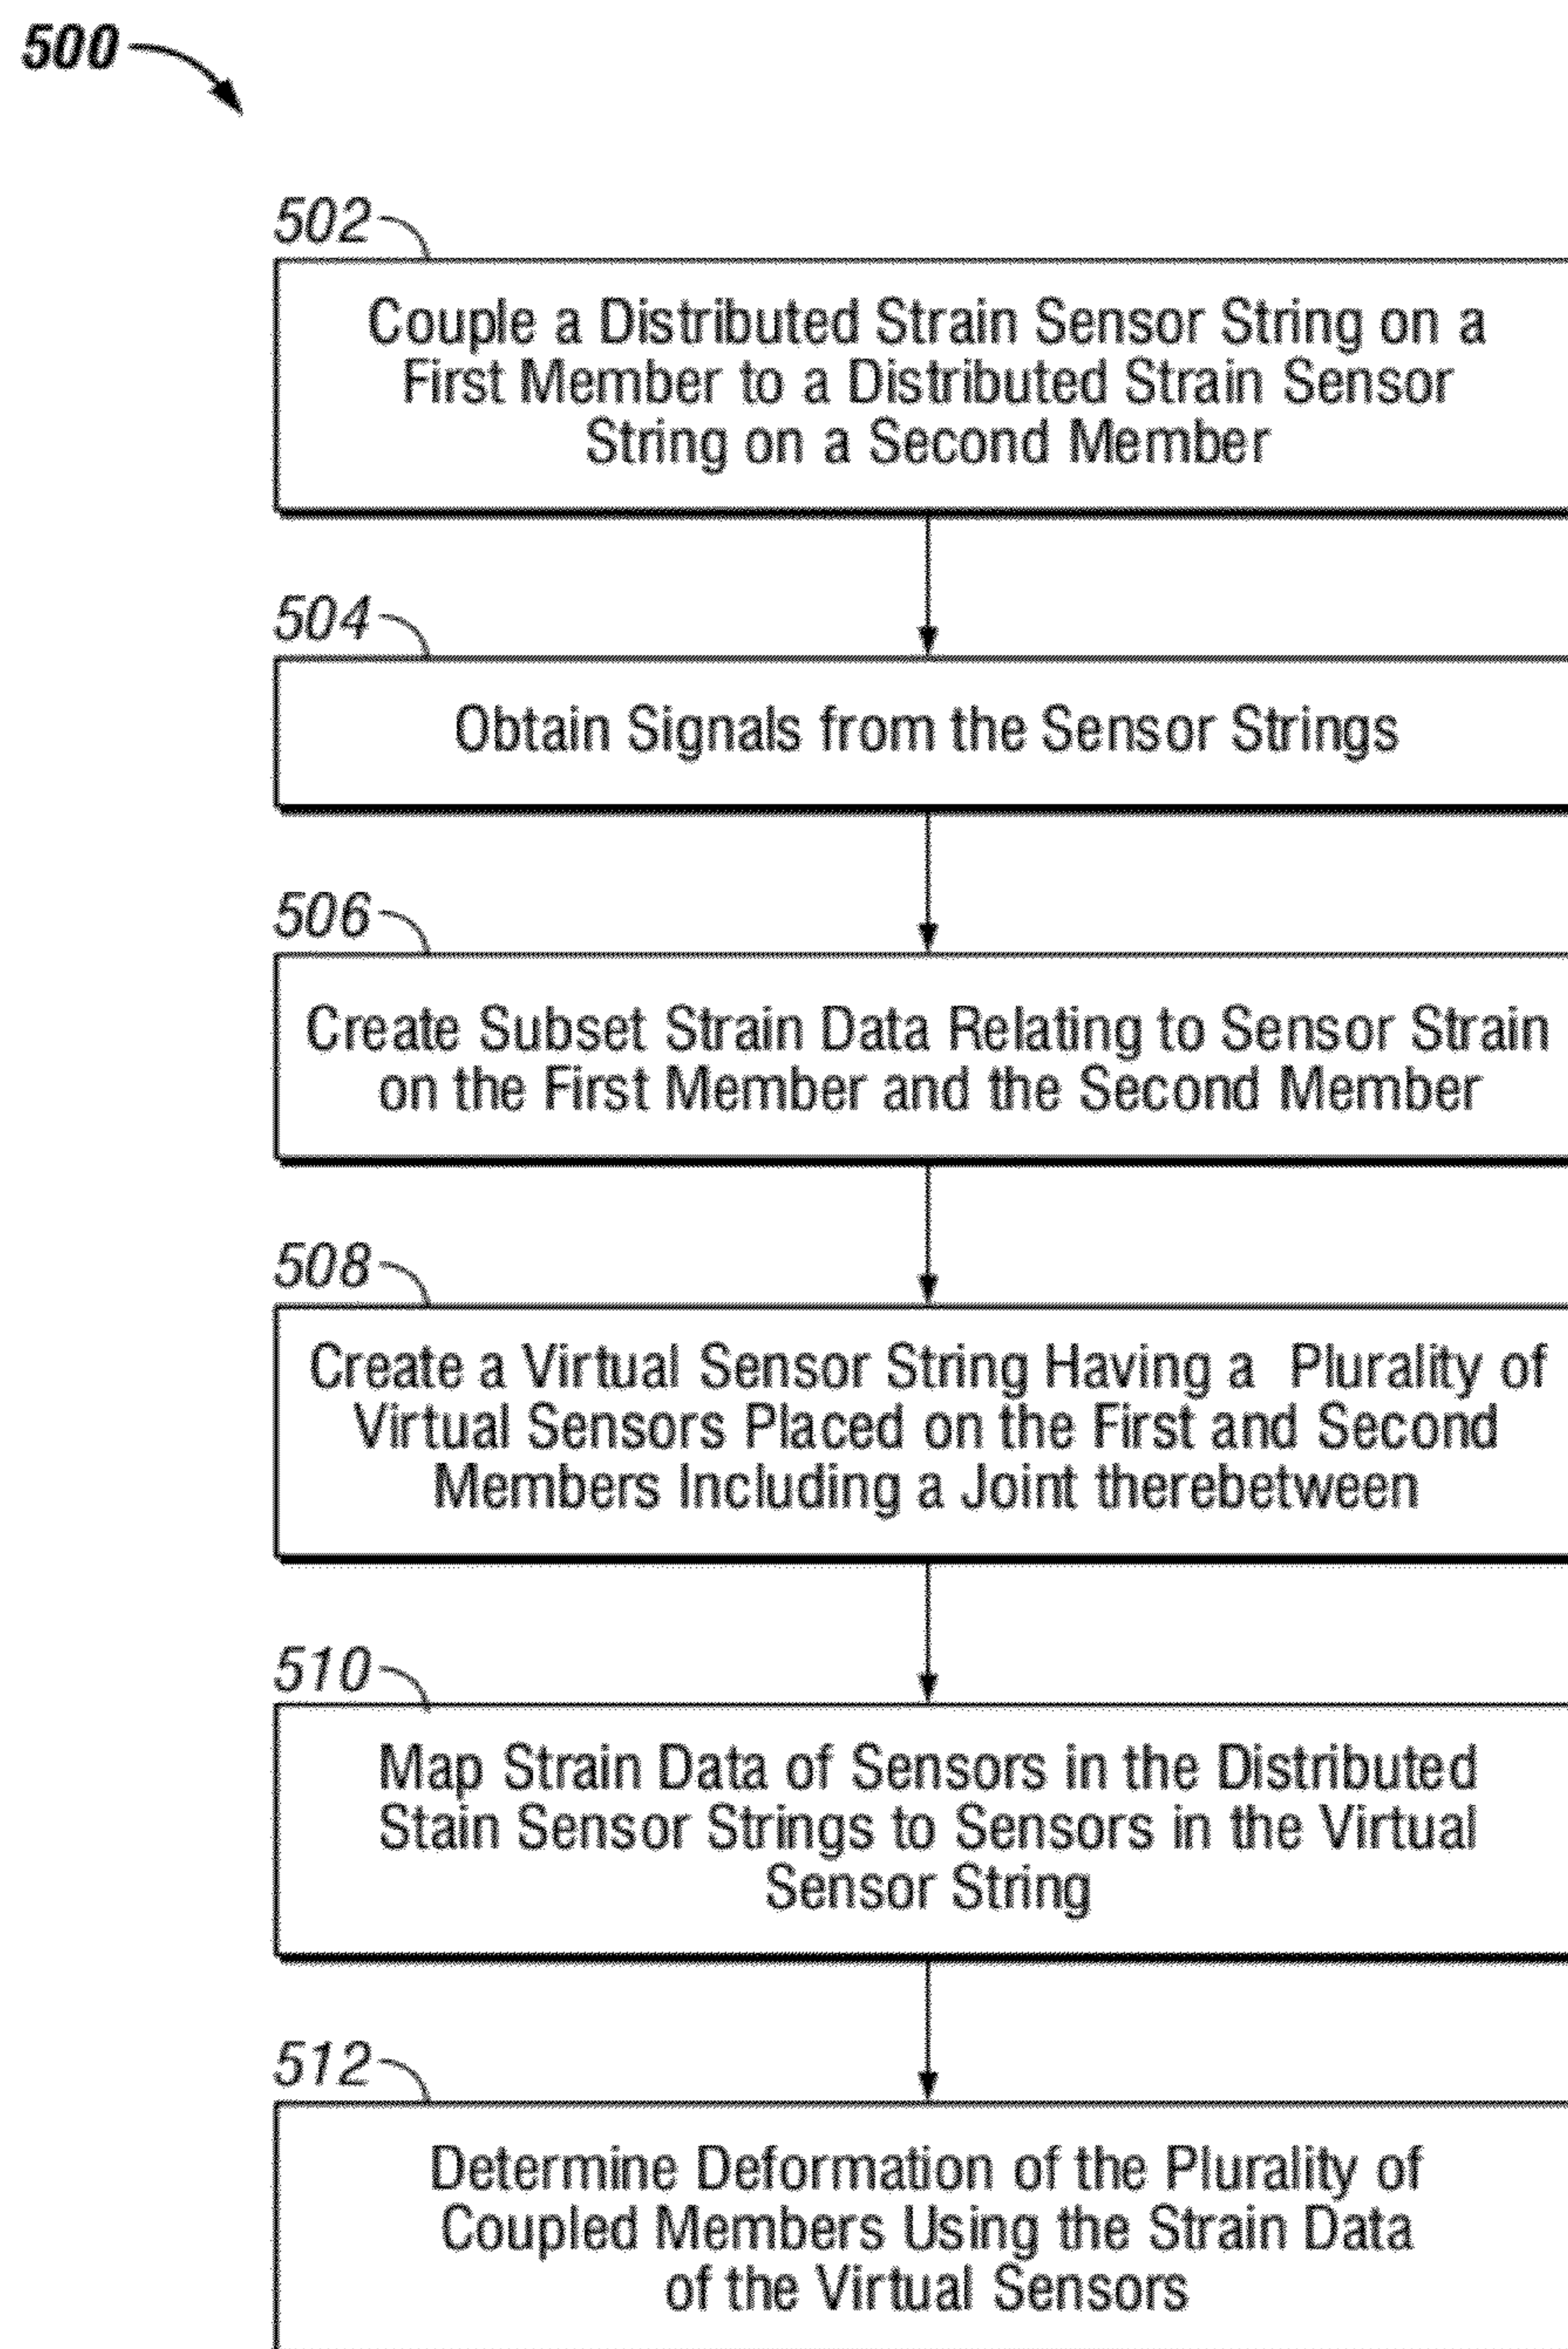 500
502
Couple a Distributed Strain Sensor String on a
First Member to a Distributed Strain Sensor
String on a Second Member
504
Obtain Signals from the Sensor Strings
506
Create Subset Strain Data Relating to Sensor Strain
on the First Member and the Second Member
508
Create a Virtual Sensor String Having a Plurality of
Virtual Sensors Placed on the First and Second
Members Including a Joint therebetween
510
Map Strain Data of Sensors in the Distributed
Stain Sensor Strings to Sensors in the Virtual
Sensor String
512
Determine Deformation of the Plurality of
Coupled Members Using the Strain Data
of the Virtual Sensors